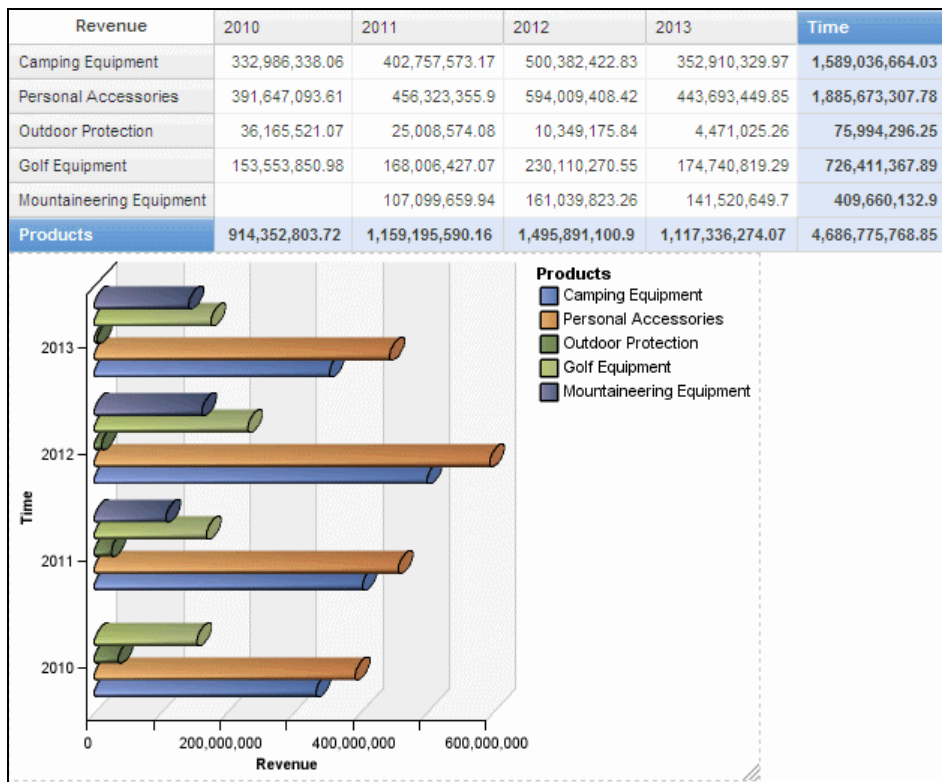 Revenue 2010 2011 2012 2013 Time
Camping Equipment 332,986,338.06 402,757,573.17 500,382,422.83 352,910,329.97 1,589,036,664.03
Personal Accessories 391,647,093.61 456,323,355.9 594,009,408.42 443,693,449.85 1,885,673,307.78
Outdoor Protection 36,165,521.07 25,008,574.08 10,349,175.84 4,471,025.26 75,994,296.25
Golf Equipment 153,553,850.98 168,006,427.07 230,110,270.55 174,740,819.29 726,411,367.89
Mountaineering Equipment 107,099,659.94 161,039,823.26 141,520,649.7 409,660,132.9
Products 914,352,803.72 1,159,195,590.16 1,495,891,100.9 1,117,336,274.07 4,686,775,768.85
Products
Camping Equipment
Personal Accessories
Outdoor Protection
Golf Equipment
Mountaineering Equipment
2013
2012
Time
2011
2010
0 200,000,000 400,000,000 600,000,000
Revenue